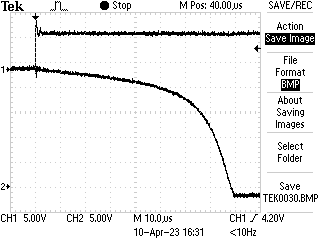 Tek Stop M Pos: 40.00µs SAVE/REC
Action
Save Image
File
Format
BMP
About
Saving
Images
Select
Folder
Save
TEK0030.BMP
1
2
CH1 5.00V CH2 5.00V M 10.0µs CH1 4.20V
10-Apr-23 16:31 <10Hz